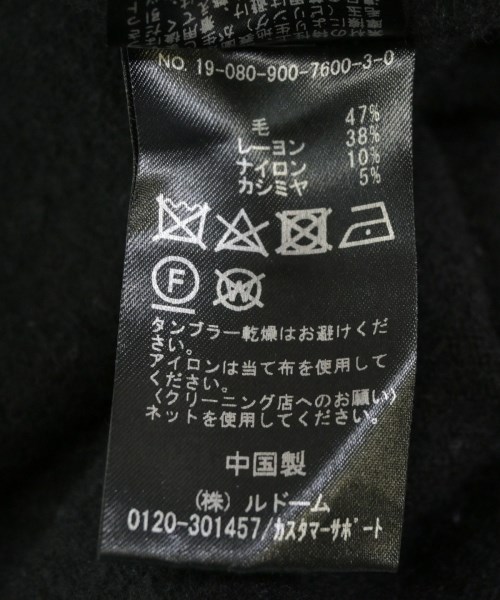 NO. 19-080-900-7600-3-0
毛 47%
レーヨン 38%
ナイロン 10%
カシミヤ 5%
F W
タンブラー乾燥はお避けくだ
さい。
アイロンは当て布を使用して
ください。
〈クリーニング店へのお願い〉
ネットを使用してください。
中国製
(株) ルドーム
0120-301457/カスタマーサポート